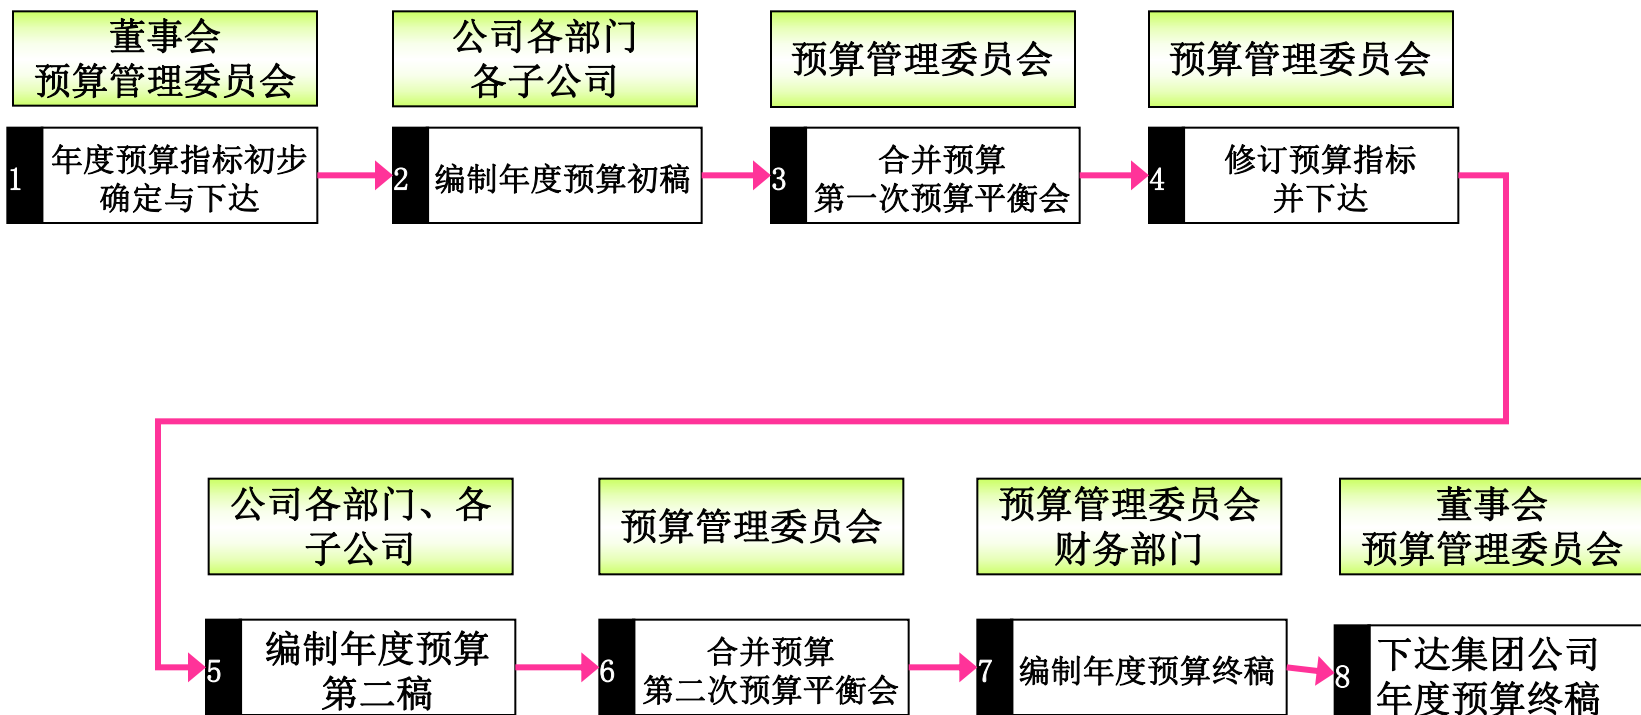 董事会
预算管理委员会
公司各部门
各子公司
预算管理委员会
预算管理委员会
1
年度预算指标初步
确定与下达
2
编制年度预算初稿
3
合并预算
第一次预算平衡会
4
修订预算指标
并下达
公司各部门、各
子公司
预算管理委员会
预算管理委员会
财务部门
董事会
预算管理委员会
5
编制年度预算
第二稿
6
合并预算
第二次预算平衡会
7
编制年度预算终稿
8
下达集团公司
年度预算终稿